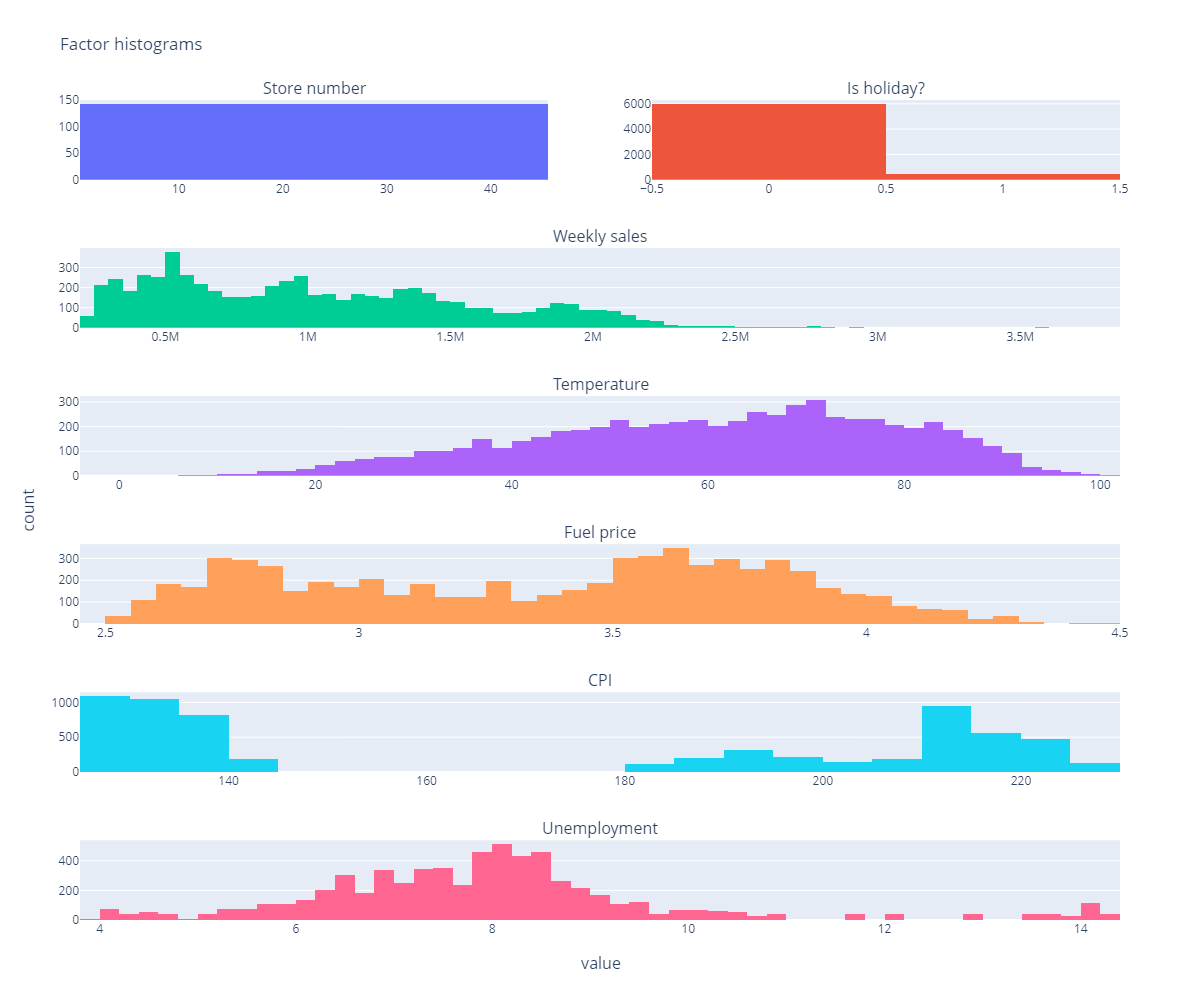 Factor histograms
Store number
Is holiday?
150
100
50
0
10 20 30 40
6000
4000
2000
0
−0.5 0 0.5 1 1.5
Weekly sales
300
200
100
0
0.5M 1M 1.5M 2M 2.5M 3M 3.5M
Temperature
300
200
100
0
0 20 40 60 80 100
count
Fuel price
300
200
100
0
2.5 3 3.5 4 4.5
CPI
1000
500
0
140 160 180 200 220
Unemployment
400
200
0
4 6 8 10 12 14
value